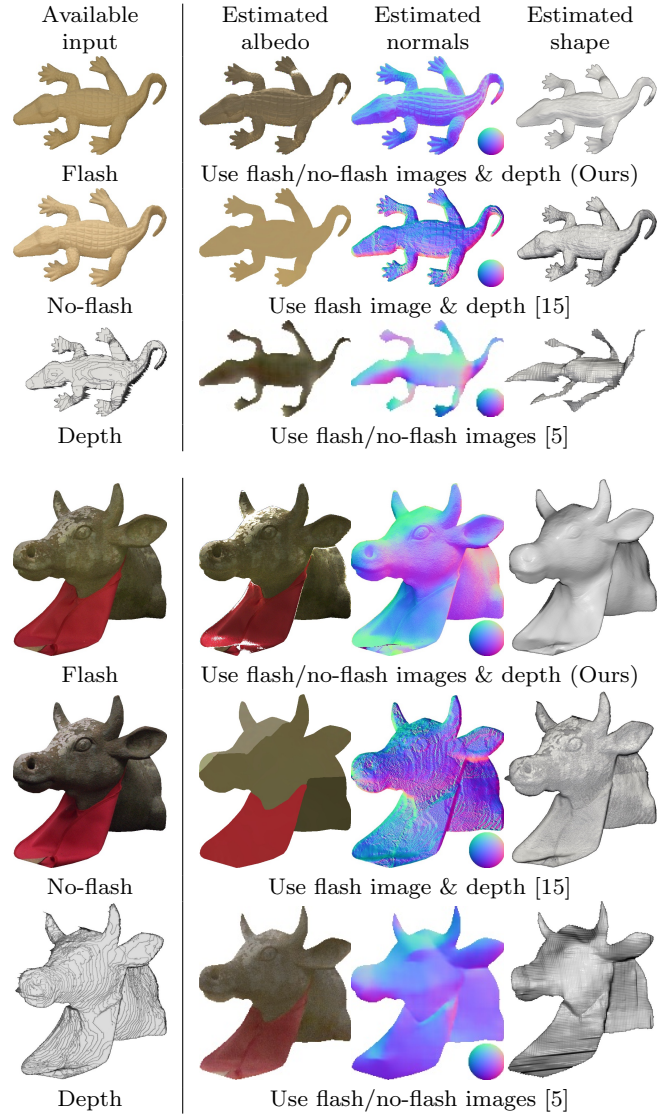 Available
input
Estimated
albedo
Estimated
normals
Estimated
shape
Flash
Use flash/no-flash images & depth (Ours)
No-flash
Use flash image & depth [15]
Depth
Use flash/no-flash images [5]
Flash
Use flash/no-flash images & depth (Ours)
No-flash
Use flash image & depth [15]
Depth
Use flash/no-flash images [5]